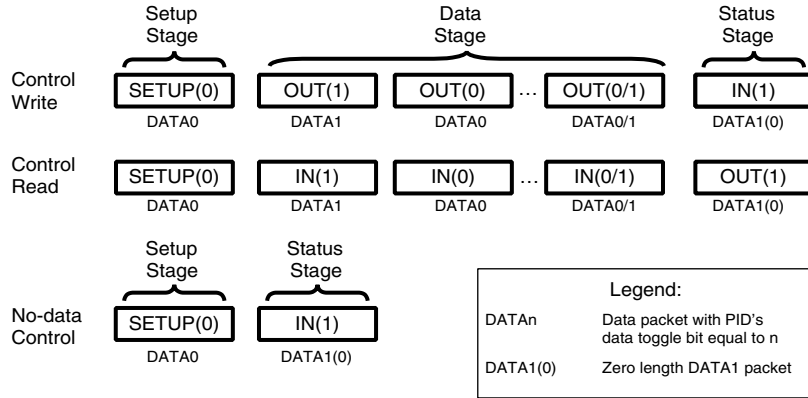 Setup Stage
Data Stage
Status Stage
Control Write
SETUP(0)
OUT(1)
OUT(0)
...
OUT(0/1)
IN(1)
DATA0
DATA1
DATA0
DATA0/1
DATA1(0)
Control Read
SETUP(0)
IN(1)
IN(0)
...
IN(0/1)
OUT(1)
DATA0
DATA1
DATA0
DATA0/1
DATA1(0)
Setup Stage
Status Stage
No-data Control
SETUP(0)
IN(1)
DATA0
DATA1(0)
Legend:
DATAn
Data packet with PID's
data toggle bit equal to n
DATA1(0)
Zero length DATA1 packet